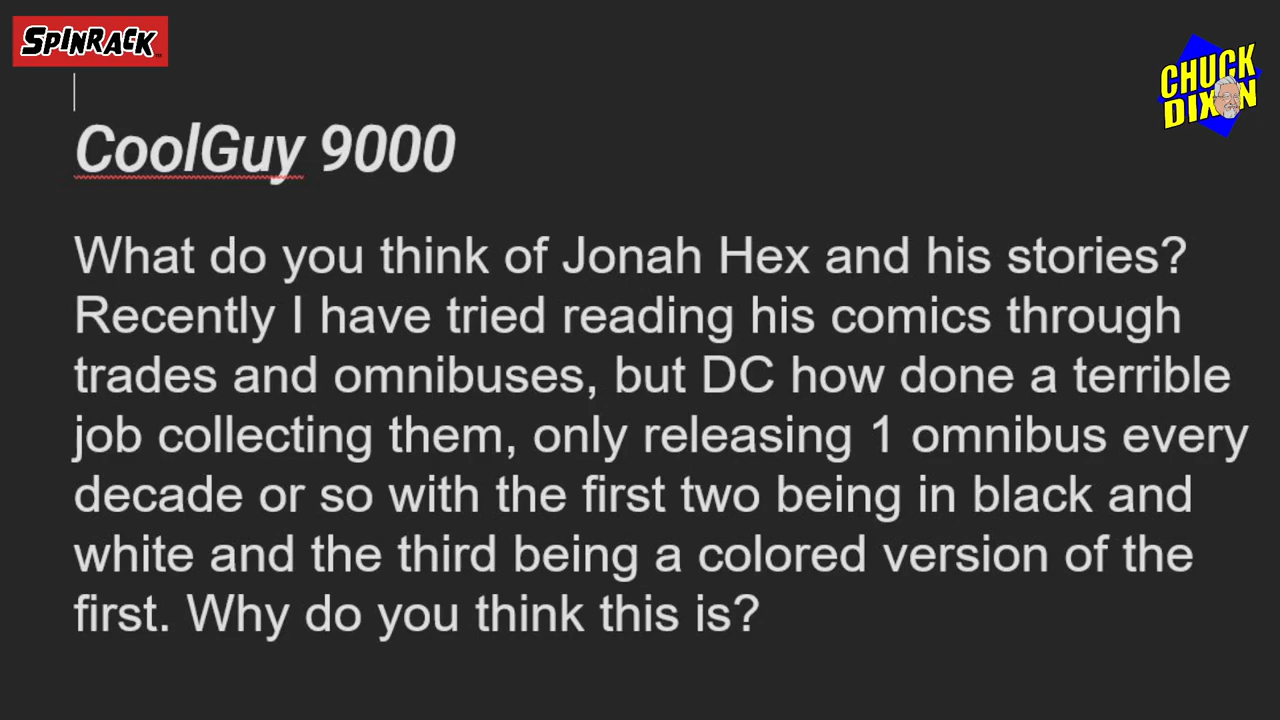 SPINRACK
CHUCK
DIXON
CoolGuy 9000
What do you think of Jonah Hex and his stories?
Recently I have tried reading his comics through
trades and omnibuses, but DC how done a terrible
job collecting them, only releasing 1 omnibus every
decade or so with the first two being in black and
white and the third being a colored version of the
first. Why do you think this is?